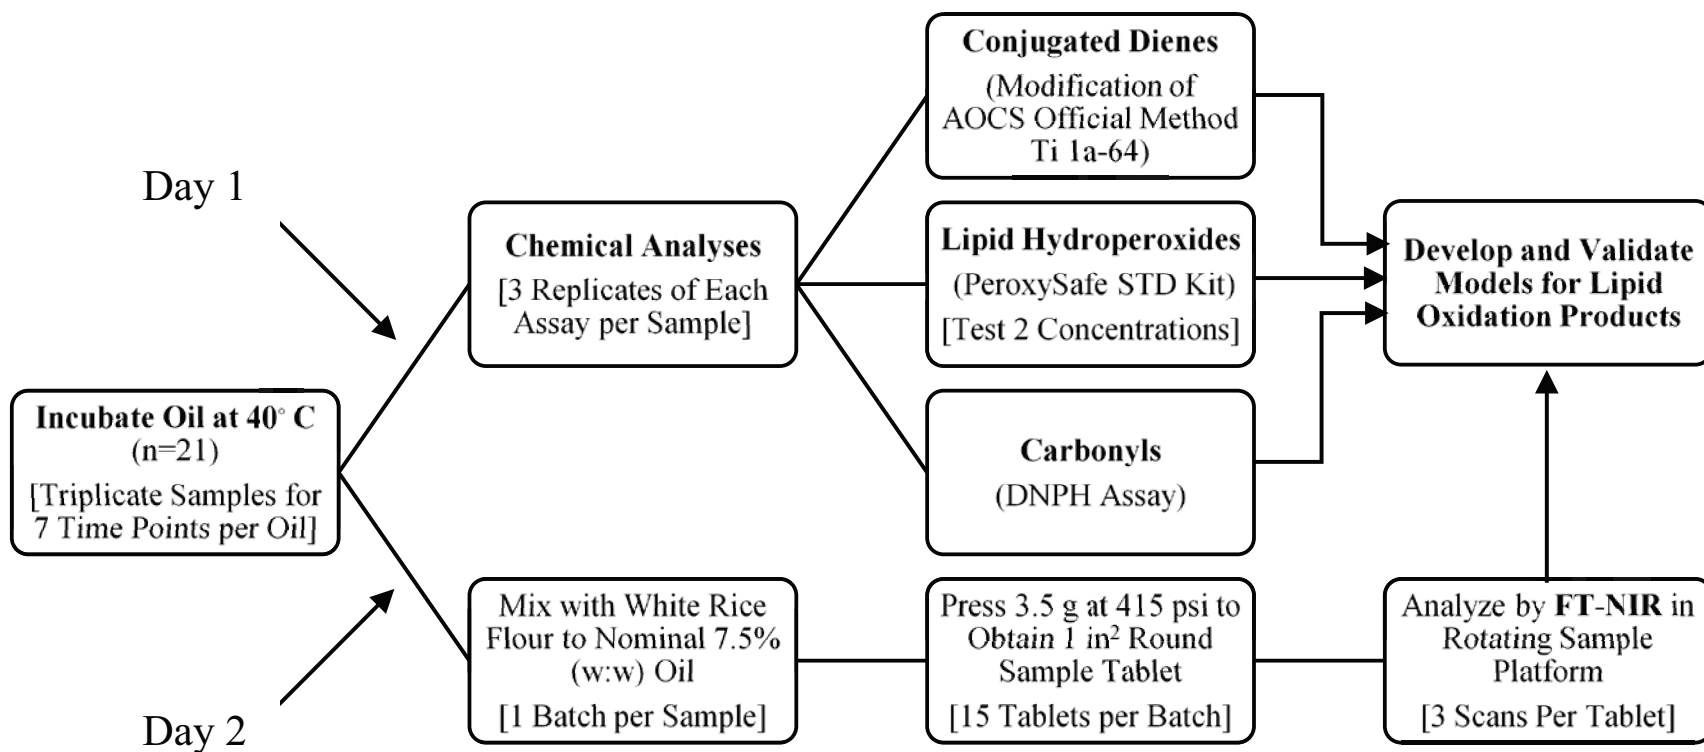 Day 1
Incubate Oil at 40° C
(n=21)
[Triplicate Samples for
7 Time Points per Oil]
Day 2
Chemical Analyses
[3 Replicates of Each
Assay per Sample]
Conjugated Dienes
(Modification of
AOCS Official Method
Ti 1a-64)
Lipid Hydroperoxides
(PeroxySafe STD Kit)
[Test 2 Concentrations]
Carbonyls
(DNPH Assay)
Develop and Validate
Models for Lipid
Oxidation Products
Mix with White Rice
Flour to Nominal 7.5%
(w:w) Oil
[1 Batch per Sample]
Press 3.5 g at 415 psi to
Obtain 1 in² Round
Sample Tablet
[15 Tablets per Batch]
Analyze by FT-NIR in
Rotating Sample
Platform
[3 Scans Per Tablet]